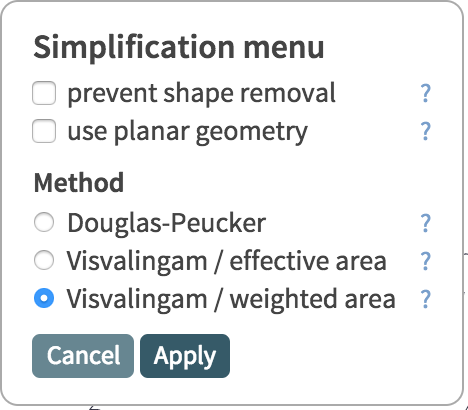 Simplification menu
prevent shape removal ?
use planar geometry ?
Method
Douglas-Peucker ?
Visvalingam / effective area ?
Visvalingam / weighted area ?
Cancel Apply